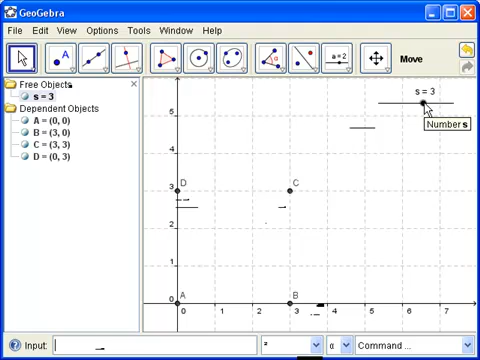 GeoGebra
File Edit View Options Tools Window Help
A
α
a=2
Move
Free Objects
s = 3
Dependent Objects
A = (0, 0)
B = (3, 0)
C = (3, 3)
D = (0, 3)
s = 3
Number s
5
4
D
C
3
2
1
A
B
0
0 1 2 3 4 5 6 7
Input:
α
Command ...